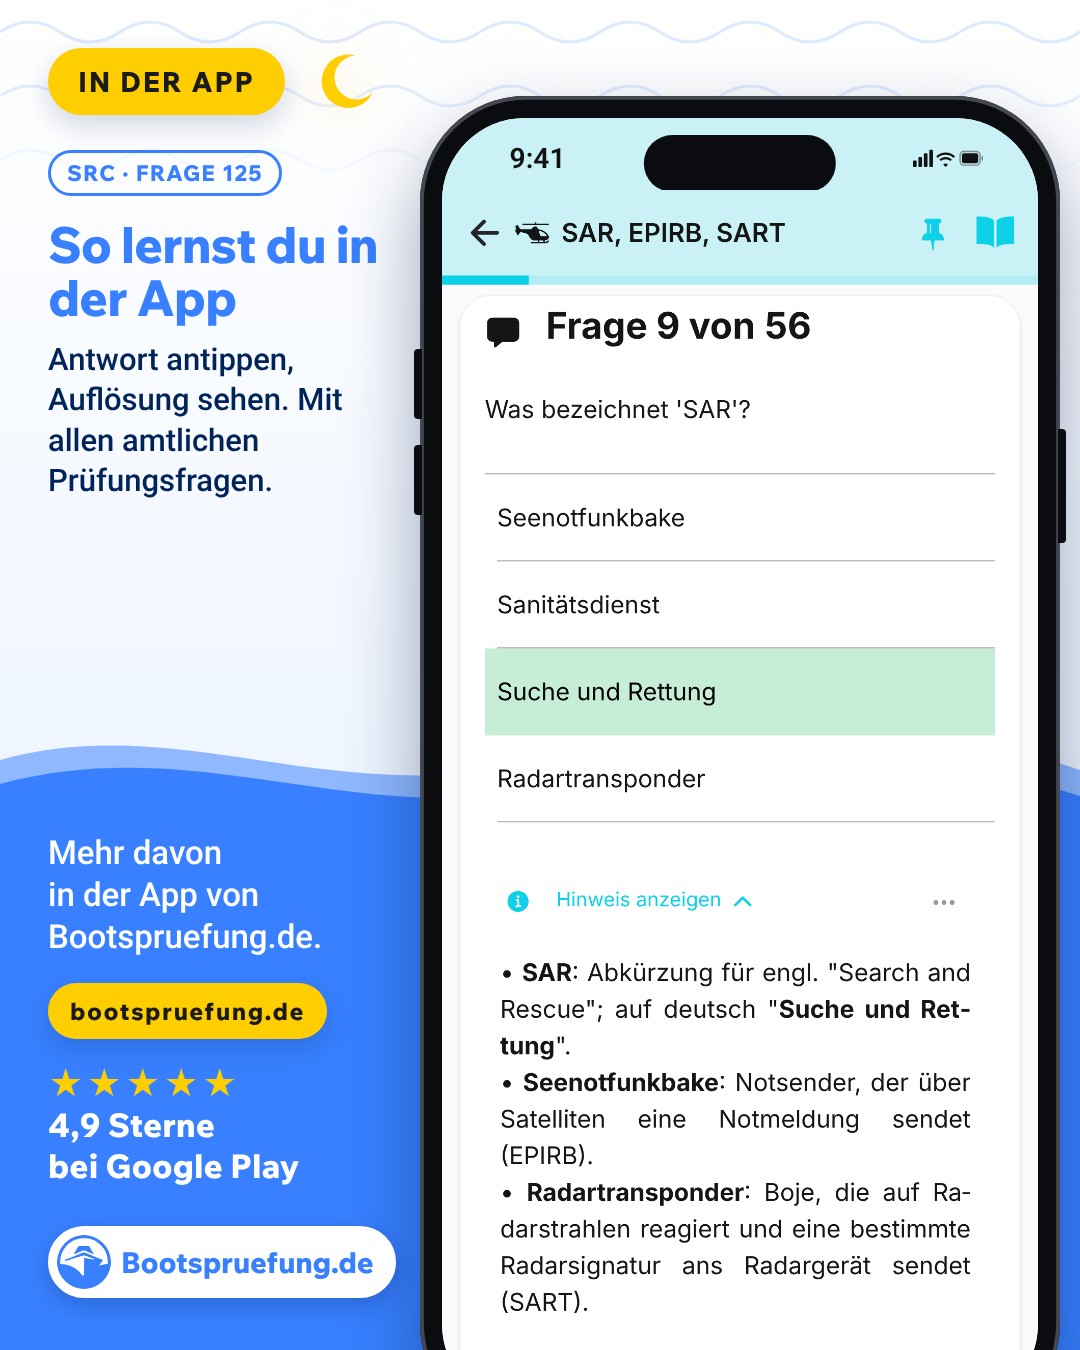 IN DER APP
SRC · FRAGE 125
So lernst du in
der App
Antwort antippen,
Auflösung sehen. Mit
allen amtlichen
Prüfungsfragen.
Mehr davon
in der App von
Bootspruefung.de.
bootspruefung.de
★★★★★
4,9 Sterne
bei Google Play
Bootspruefung.de
9:41
SAR, EPIRB, SART
Frage 9 von 56
Was bezeichnet 'SAR'?
Seenotfunkbake
Sanitätsdienst
Suche und Rettung
Radartransponder
Hinweis anzeigen
• SAR: Abkürzung für engl. "Search and
Rescue"; auf deutsch "Suche und Ret-
tung".
• Seenotfunkbake: Notsender, der über
Satelliten eine Notmeldung sendet
(EPIRB).
• Radartransponder: Boje, die auf Ra-
darstrahlen reagiert und eine bestimmte
Radarsignatur ans Radargerät sendet
(SART).